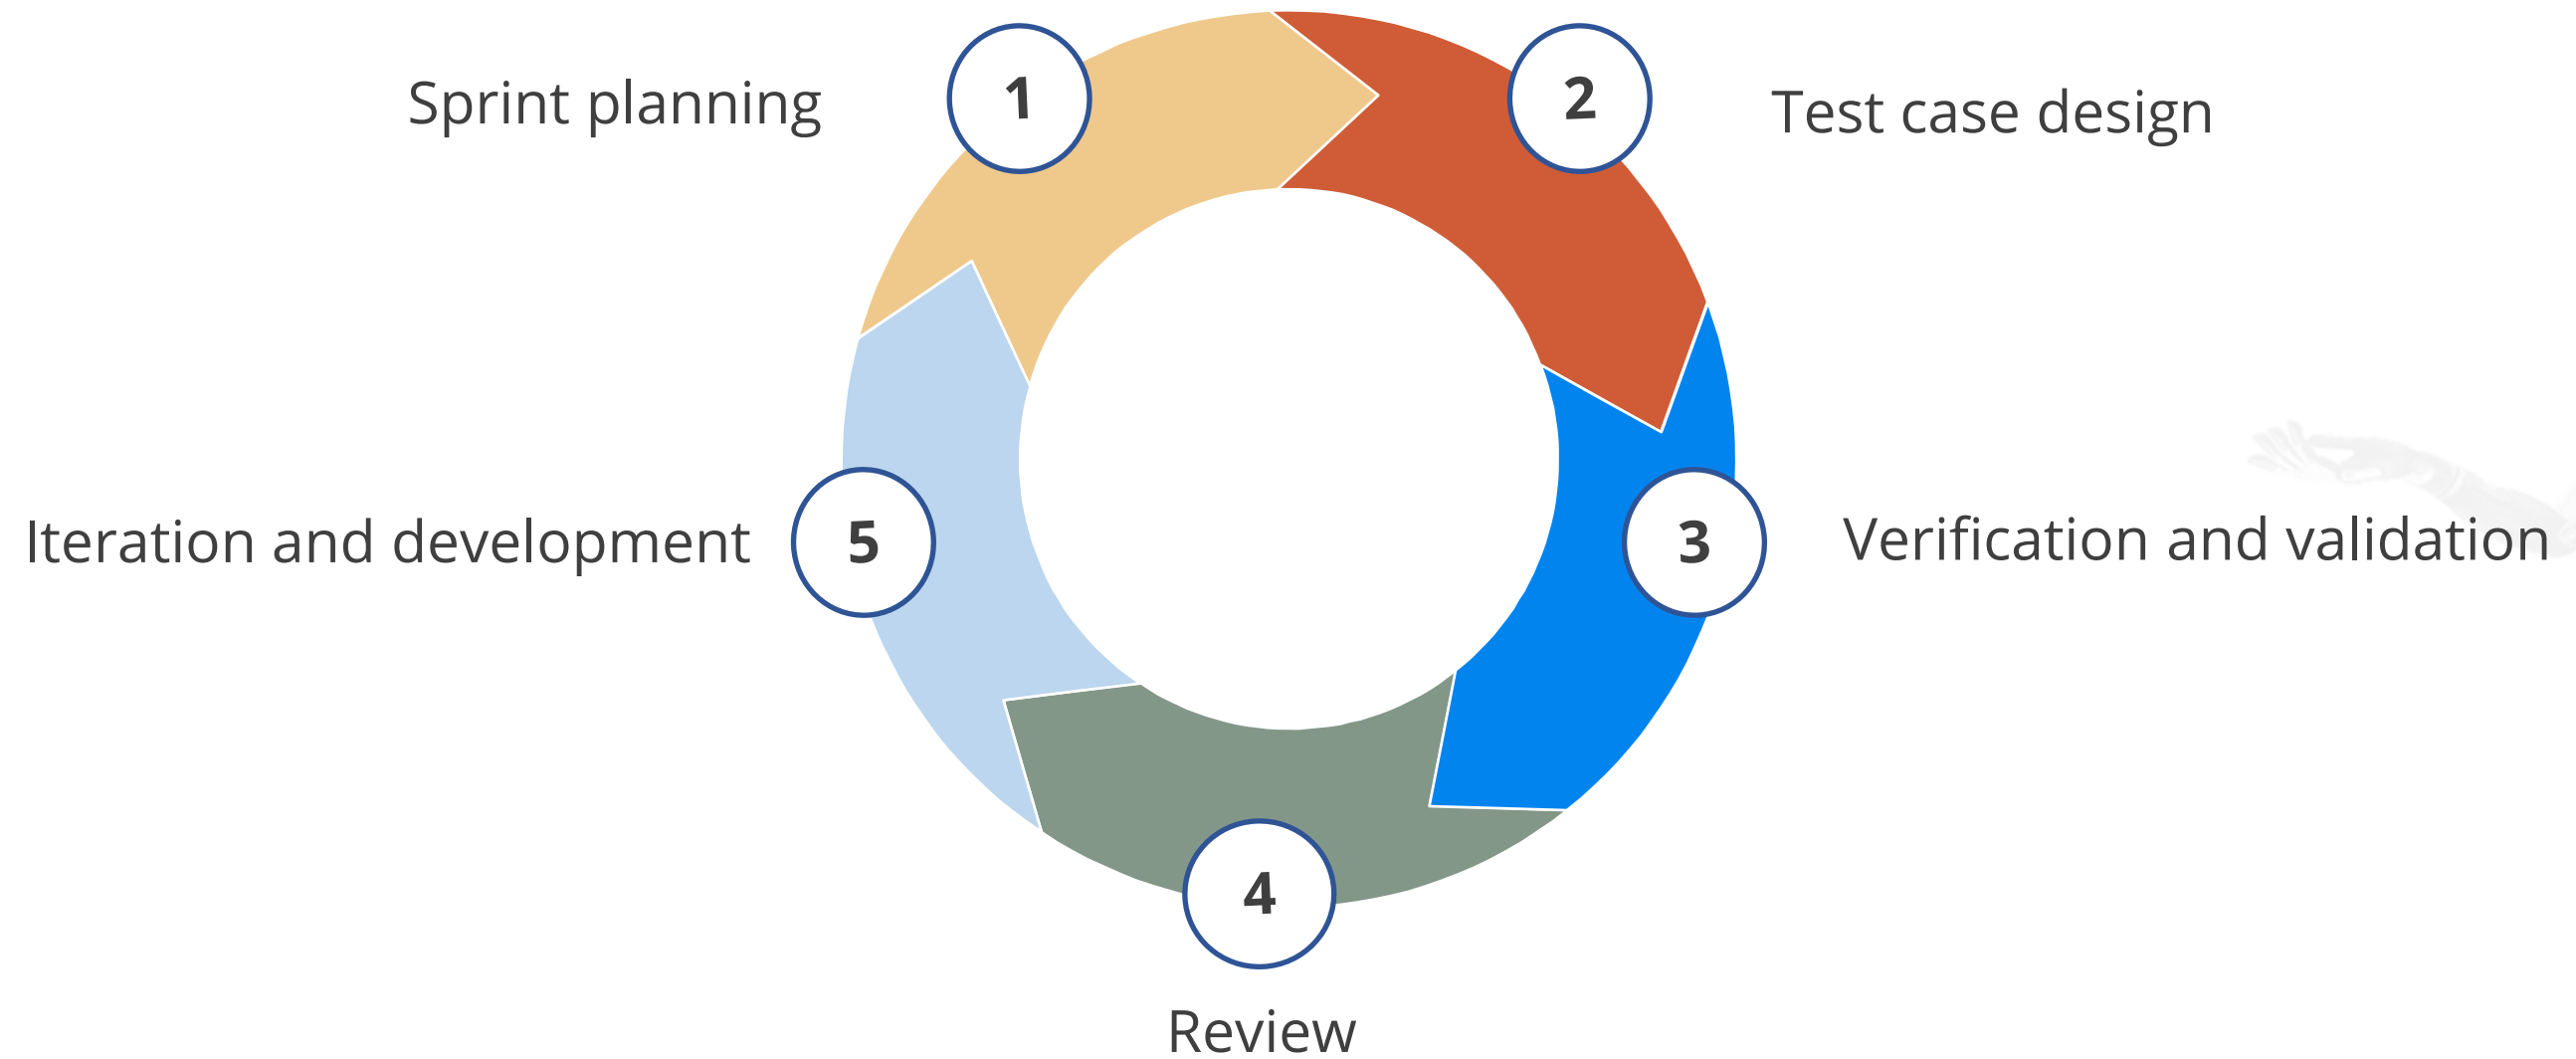 1
Sprint planning
2
Test case design
3
Verification and validation
4
Review
5
Iteration and development